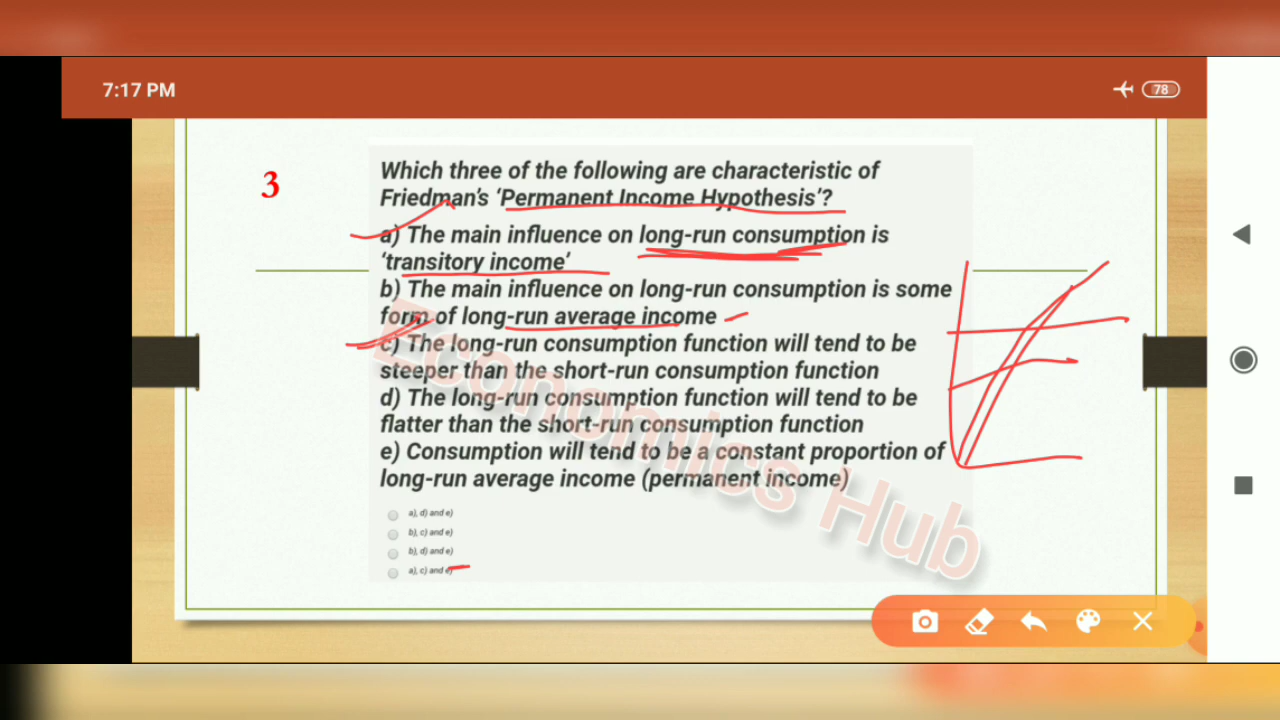 7:17 PM
78
3
Which three of the following are characteristic of
Friedman's 'Permanent Income Hypothesis'?
a) The main influence on long-run consumption is
'transitory income'
b) The main influence on long-run consumption is some
form of long-run average income
c) The long-run consumption function will tend to be
steeper than the short-run consumption function
d) The long-run consumption function will tend to be
flatter than the short-run consumption function
e) Consumption will tend to be a constant proportion of
long-run average income (permanent income)
a), d) and e)
b), c) and e)
b), d) and e)
a), c) and e)
Economics Hub